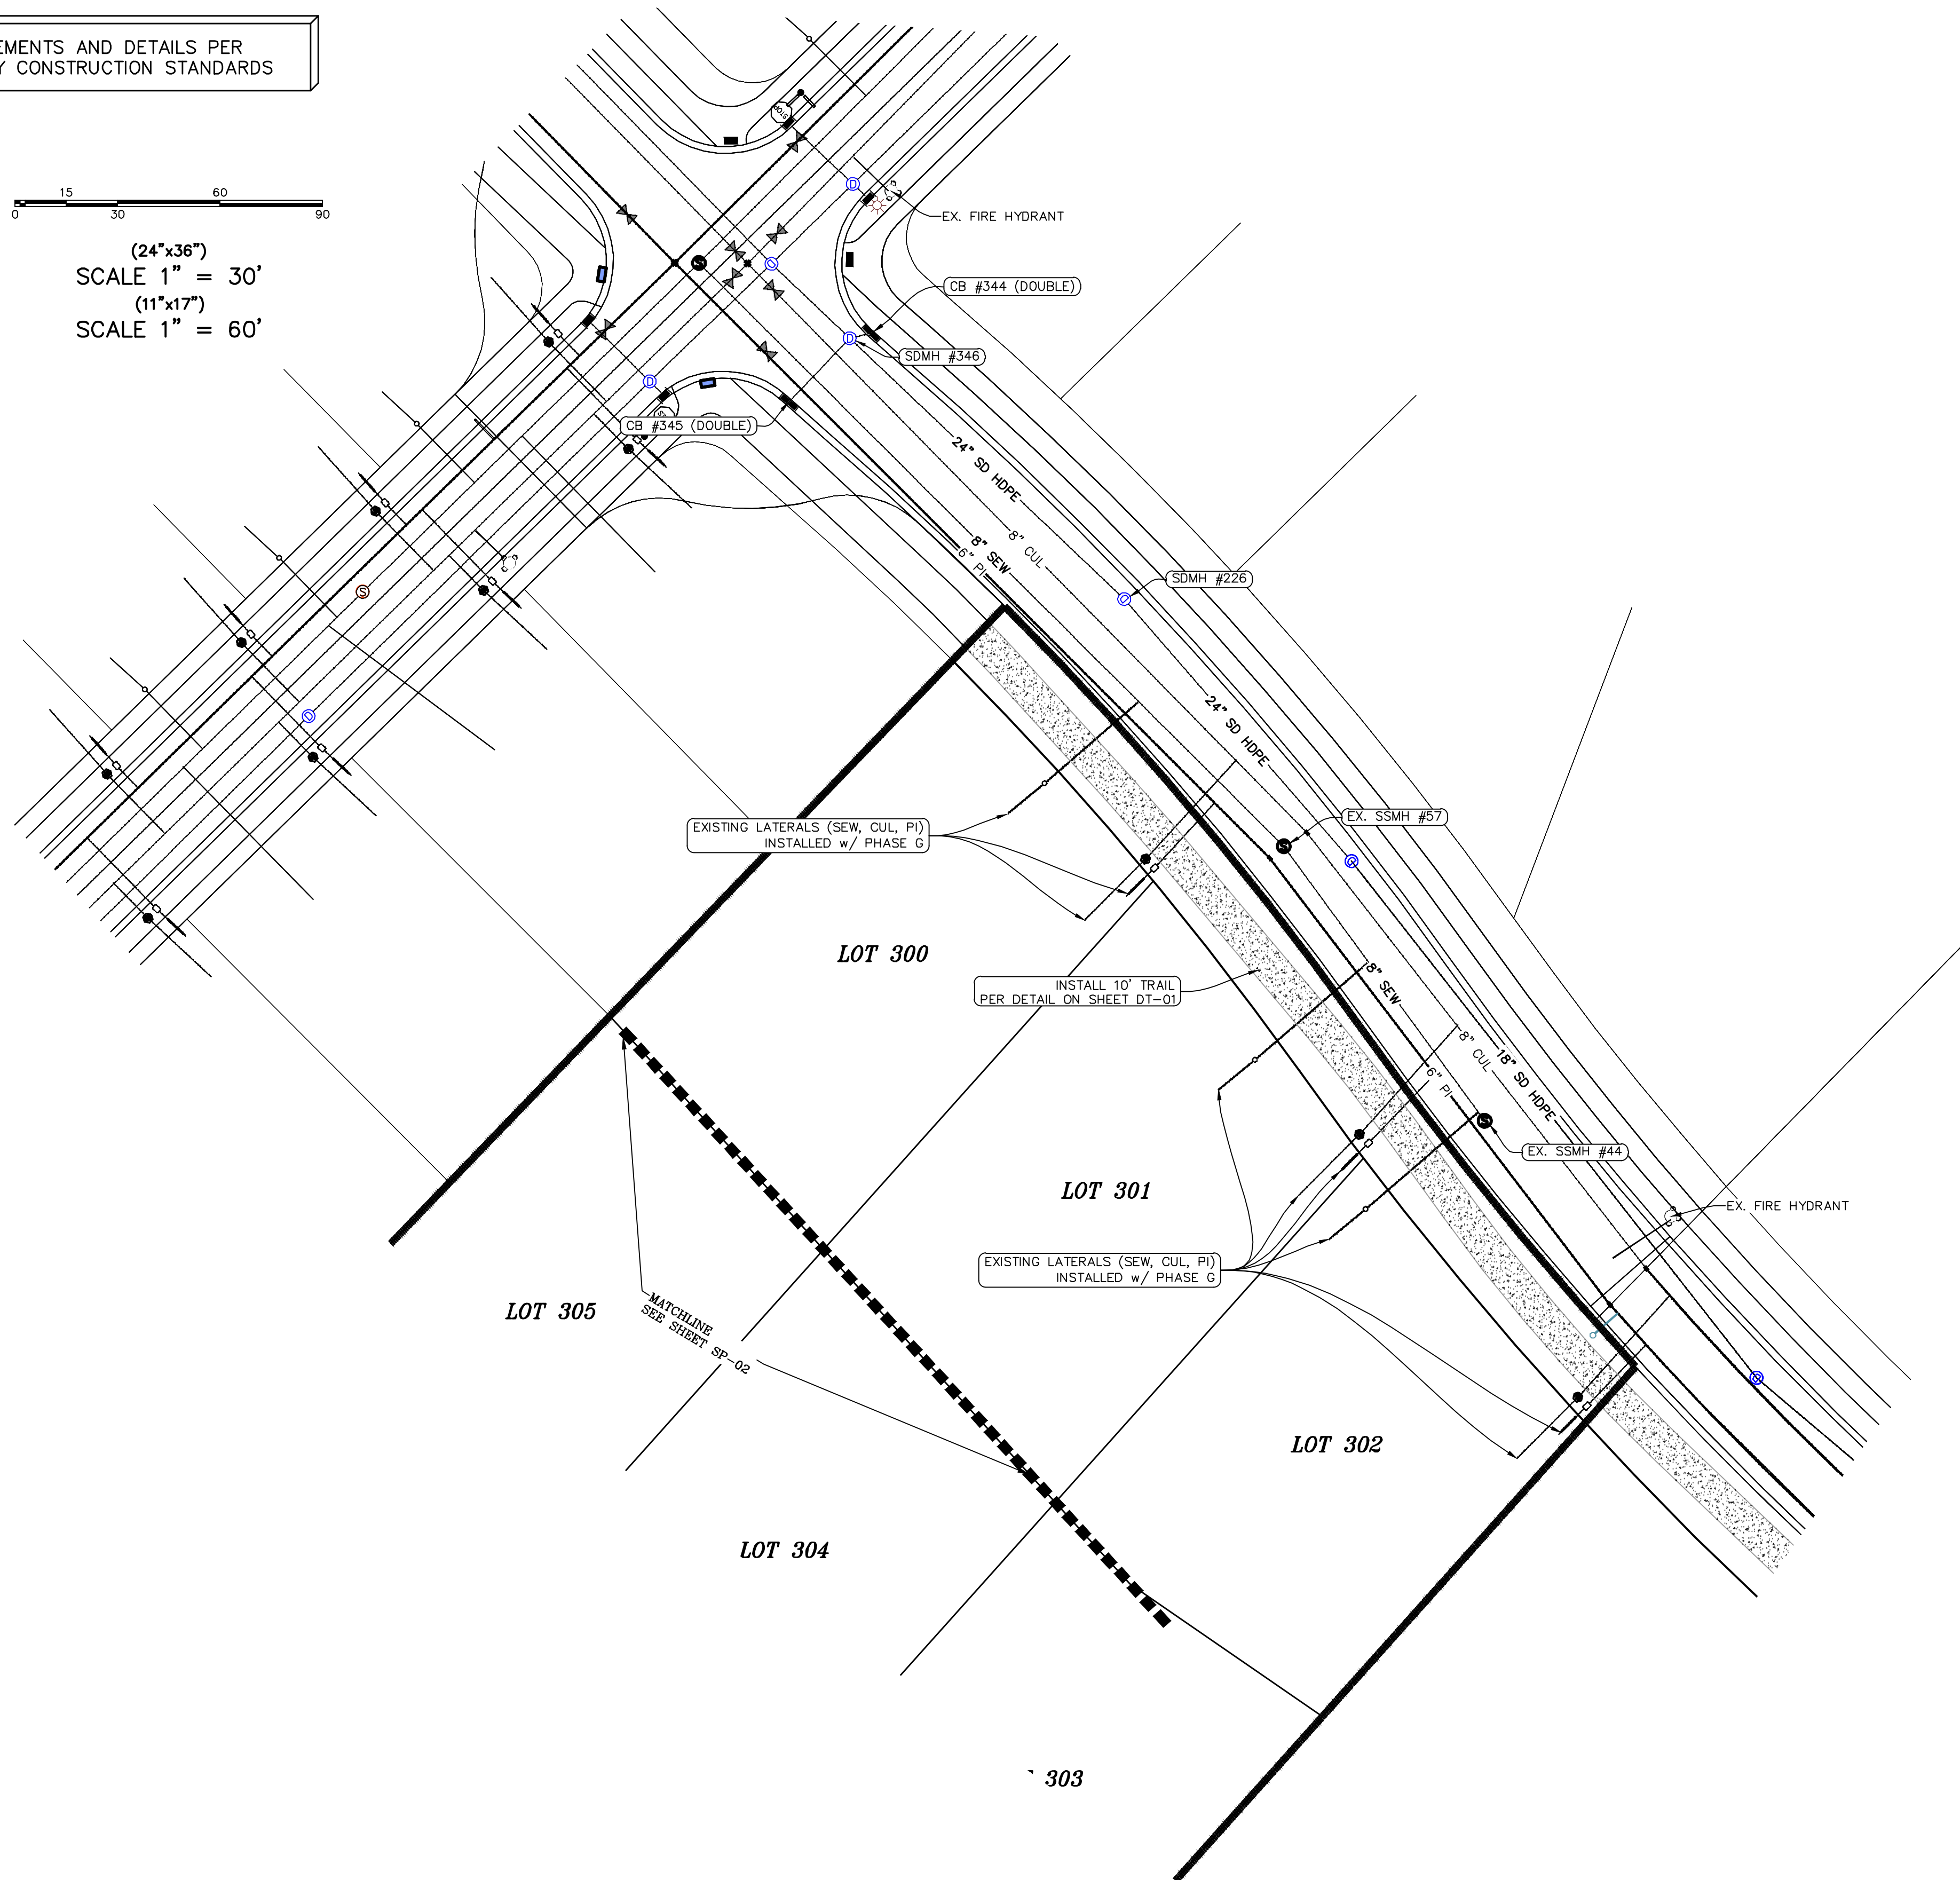 EMENTS AND DETAILS PER
Y CONSTRUCTION STANDARDS
15 60
0 30 90
(24"x36")
SCALE 1" = 30'
(11"x17")
SCALE 1" = 60'
STOP
EX. FIRE HYDRANT
CB #344 (DOUBLE)
SDMH #346
CB #345 (DOUBLE)
24" SD HDPE
8" CUL
8" SEW
6" PI
SDMH #226
24" SD HDPE
EXISTING LATERALS (SEW, CUL, PI)
INSTALLED w/ PHASE G
EX. SSMH #57
LOT 300
INSTALL 10' TRAIL
PER DETAIL ON SHEET DT-01
8" SEW
8" CUL
18" SD HDPE
6" PI
EX. SSMH #44
LOT 301
EX. FIRE HYDRANT
EXISTING LATERALS (SEW, CUL, PI)
INSTALLED w/ PHASE G
LOT 305
MATCHLINE
SEE SHEET SP-02
LOT 302
LOT 304
303
D
D
D
D
D
D
D
D
D
S
S
S
S